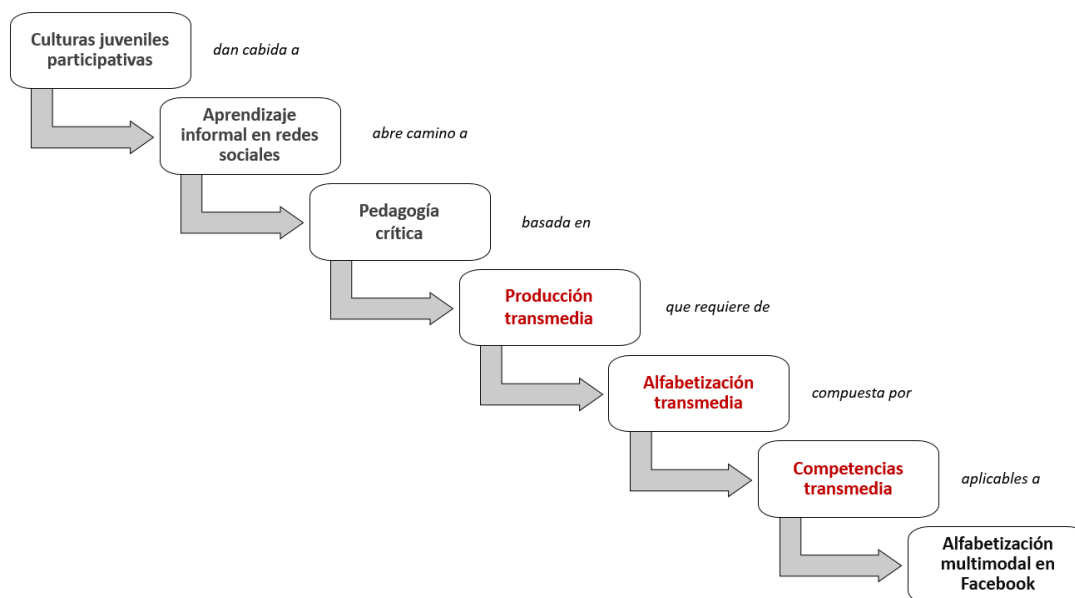 Culturas juveniles
participativas
dan cabida a
Aprendizaje
informal en redes
sociales
abre camino a
Pedagogía
crítica
basada en
Producción
transmedia
que requiere de
Alfabetización
transmedia
compuesta por
Competencias
transmedia
aplicables a
Alfabetización
multimodal en
Facebook